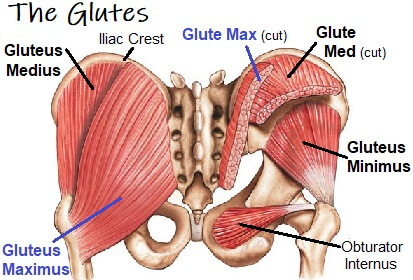 The Glutes
Gluteus
Medius
Iliac Crest
Glute Max (cut)
Glute
Med (cut)
Gluteus
Minimus
Gluteus
Maximus
Obturator
Internus